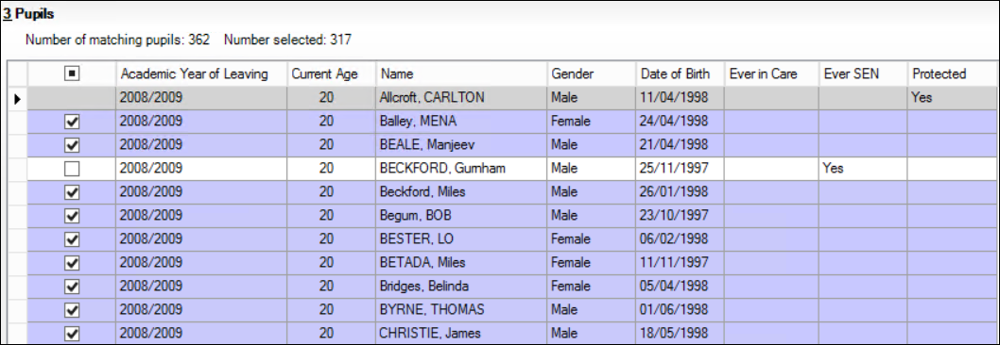 3 Pupils
Number of matching pupils: 362 Number selected: 317
Academic Year of Leaving Current Age Name Gender Date of Birth Ever in Care Ever SEN Protected
2008/2009 20 Allcroft, CARLTON Male 11/04/1998 Yes
2008/2009 20 Balley, MENA Female 24/04/1998
2008/2009 20 BEALE, Manjeev Male 21/04/1998
2008/2009 20 BECKFORD, Gurnham Male 25/11/1997 Yes
2008/2009 20 Beckford, Miles Male 26/01/1998
2008/2009 20 Begum, BOB Male 23/10/1997
2008/2009 20 BESTER, LO Female 06/02/1998
2008/2009 20 BETADA, Miles Female 11/11/1997
2008/2009 20 Bridges, Belinda Female 05/04/1998
2008/2009 20 BYRNE, THOMAS Male 01/06/1998
2008/2009 20 CHRISTIE, James Male 18/05/1998